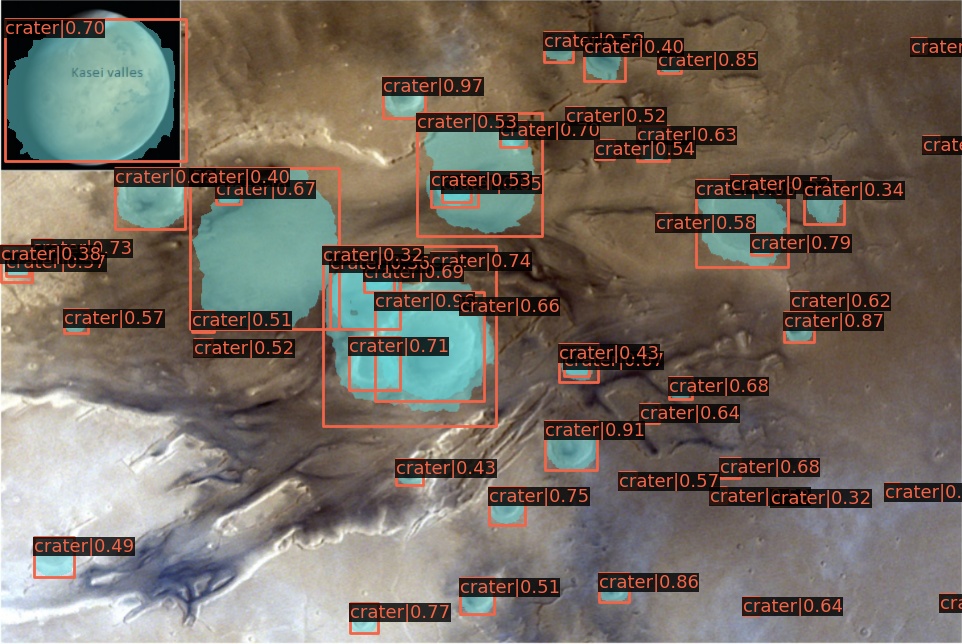 crater|0.70
Kasei valles
crater|0.40
crater
crater|0.85
crater|0.97
crater|0.53
crater|0.70
crater|0.52
crater|0.63
crater|0.54
crater|0.40
crater|0.67
crater|0.53
crater|0.34
crater|0.58
crater|0.79
crater|0.38
crater|0.32
crater|0.69
crater|0.74
crater|0.66
crater|0.62
crater|0.87
crater|0.57
crater|0.51
crater|0.52
crater|0.71
crater|0.43
crater|0.68
crater|0.64
crater|0.91
crater|0.43
crater|0.57
crater|0.68
crater|0.32
crater|0.75
crater|0.49
crater|0.51
crater|0.86
crater|0.64
crater|0.77